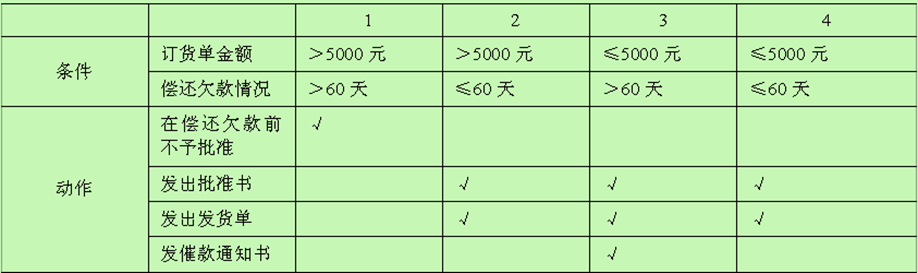 1 2 3 4
条件 订货单金额 >5000 元 >5000 元 ≤5000 元 ≤5000 元
偿还欠款情况 >60 天 ≤60 天 >60 天 ≤60 天
动作 在偿还欠款前
不予批准 √
发出批准书 √ √ √
发出发货单 √ √ √
发催款通知书 √